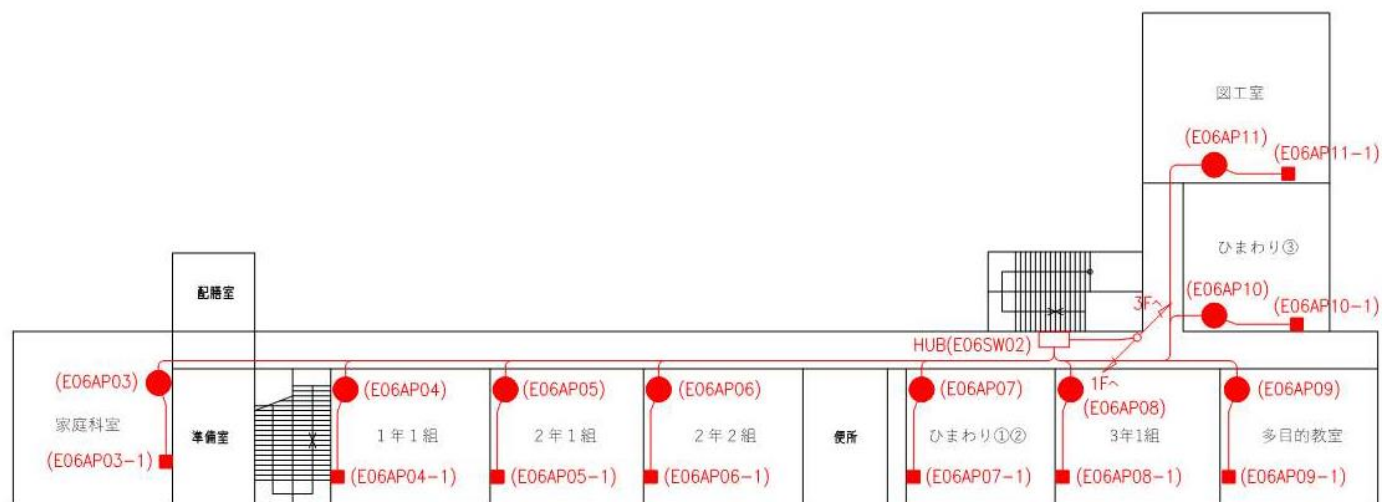 図工室
(E06AP11)
(E06AP11-1)
ひまわり③
配膳室
(E06AP10)
3Fへ
(E06AP10-1)
HUB(E06SW02)
(E06AP03)
(E06AP04)
(E06AP05)
(E06AP06)
(E06AP07)
1Fへ
(E06AP08)
(E06AP09)
家庭科室
準備室
1年1組
2年1組
2年2組
便所
ひまわり①②
3年1組
多目的教室
(E06AP03-1)
(E06AP04-1)
(E06AP05-1)
(E06AP06-1)
(E06AP07-1)
(E06AP08-1)
(E06AP09-1)